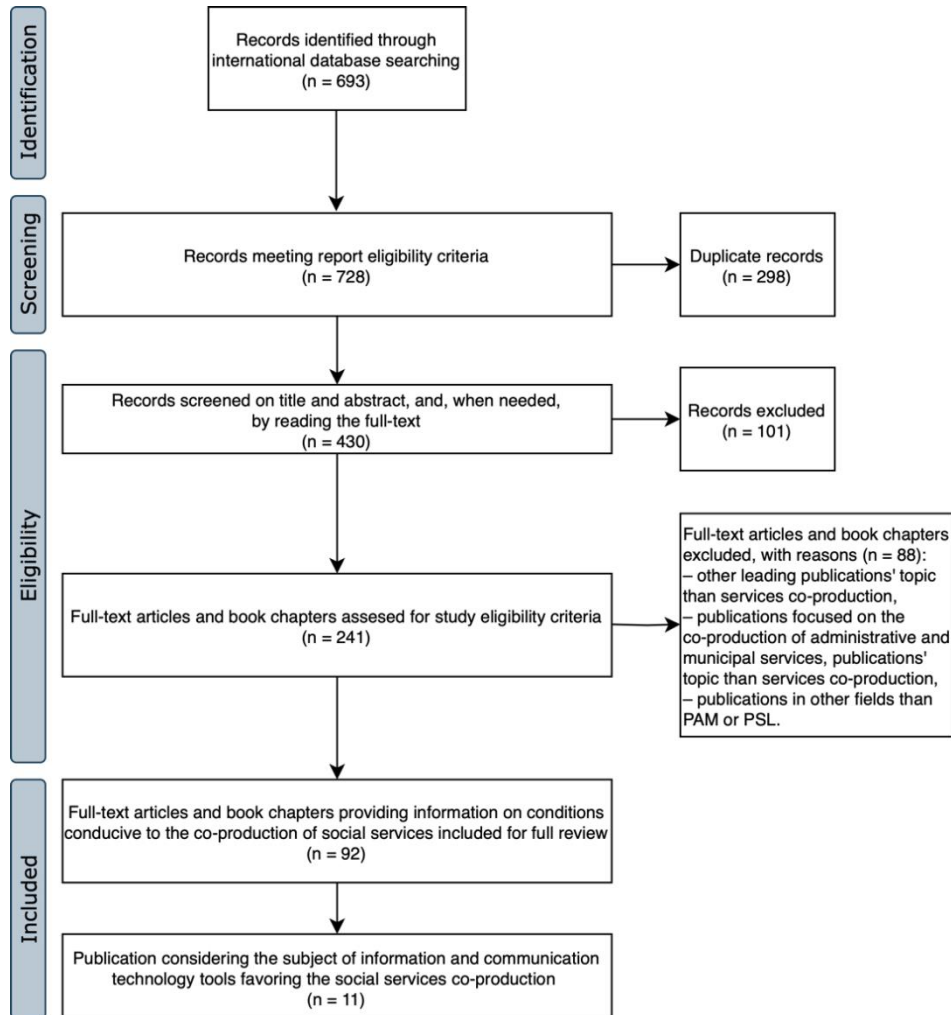 Identification
Records identified through
international database searching
(n = 693)
Screening
Records meeting report eligibility criteria
(n = 728)
Duplicate records
(n = 298)
Eligibility
Records screened on title and abstract, and, when needed,
by reading the full-text
(n = 430)
Records excluded
(n = 101)
Full-text articles and book chapters assesed for study eligibility criteria
(n = 241)
Full-text articles and book chapters
excluded, with reasons (n = 88):
– other leading publications' topic
than services co-production,
– publications focused on the
co-production of administrative and
municipal services, publications'
topic than services co-production,
– publications in other fields than
PAM or PSL.
Included
Full-text articles and book chapters providing information on conditions
conducive to the co-production of social services included for full review
(n = 92)
Publication considering the subject of information and communication
technology tools favoring the social services co-production
(n = 11)